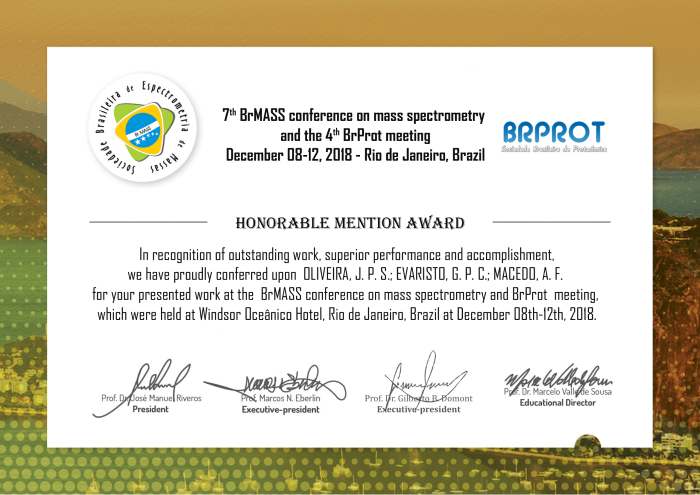 Sociedade Brasileira de Espectrometria de Massas
Br MASS
7th BrMASS conference on mass spectrometry
and the 4th BrProt meeting
December 08-12, 2018 - Rio de Janeiro, Brazil
BRPROT
Sociedade Brasileira de Proteômica
HONORABLE MENTION AWARD
In recognition of outstanding work, superior performance and accomplishment,
we have proudly conferred upon OLIVEIRA, J. P. S.; EVARISTO, G. P. C.; MACEDO, A. F.
for your presented work at the BrMASS conference on mass spectrometry and BrProt meeting,
which were held at Windsor Oceânico Hotel, Rio de Janeiro, Brazil at December 08th-12th, 2018.
Prof. Dr. José Manuel Riveros
President
Prof. Marcos N. Eberlin
Executive-president
Prof. Dr. Gilberto B. Domont
Executive-president
Prof. Dr. Marcelo Valle de Sousa
Educational Director